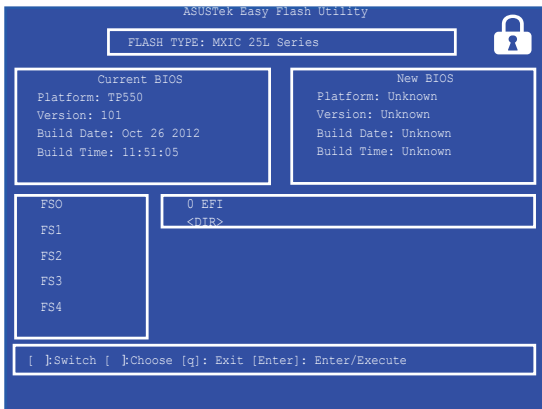 ASUSTek Easy Flash Utility
FLASH TYPE: MXIC 25L Series
Current BIOS
Platform: TP550
Version: 101
Build Date: Oct 26 2012
Build Time: 11:51:05
New BIOS
Platform: Unknown
Version: Unknown
Build Date: Unknown
Build Time: Unknown
FSO
FS1
FS2
FS3
FS4
0 EFI
<DIR>
[ ]:Switch [ ]:Choose [q]: Exit [Enter]: Enter/Execute